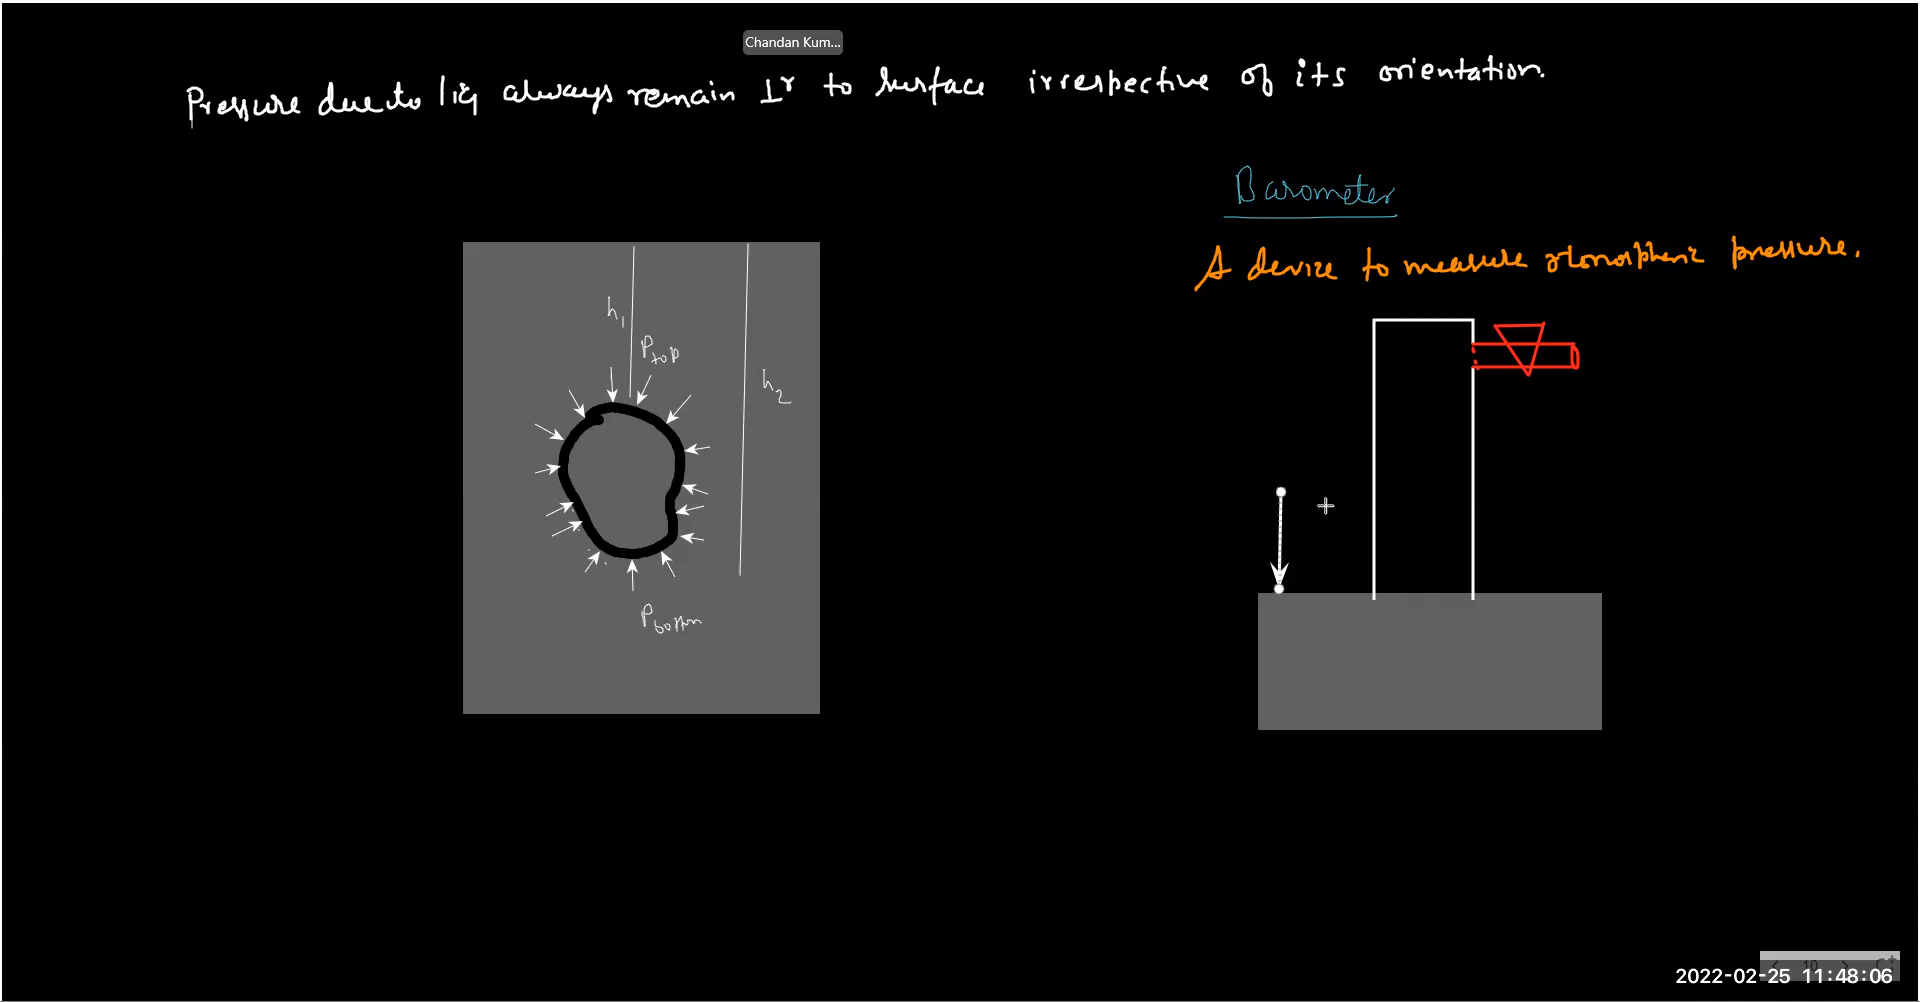 Chandan Kum...
Pressure due to liq always remain ⊥r to surface irrespective of its orientation.
Barometer
A device to measure atmospheric pressure.
h1
Ptop
h2
Pbottom
10
2022-02-25 11:48:06